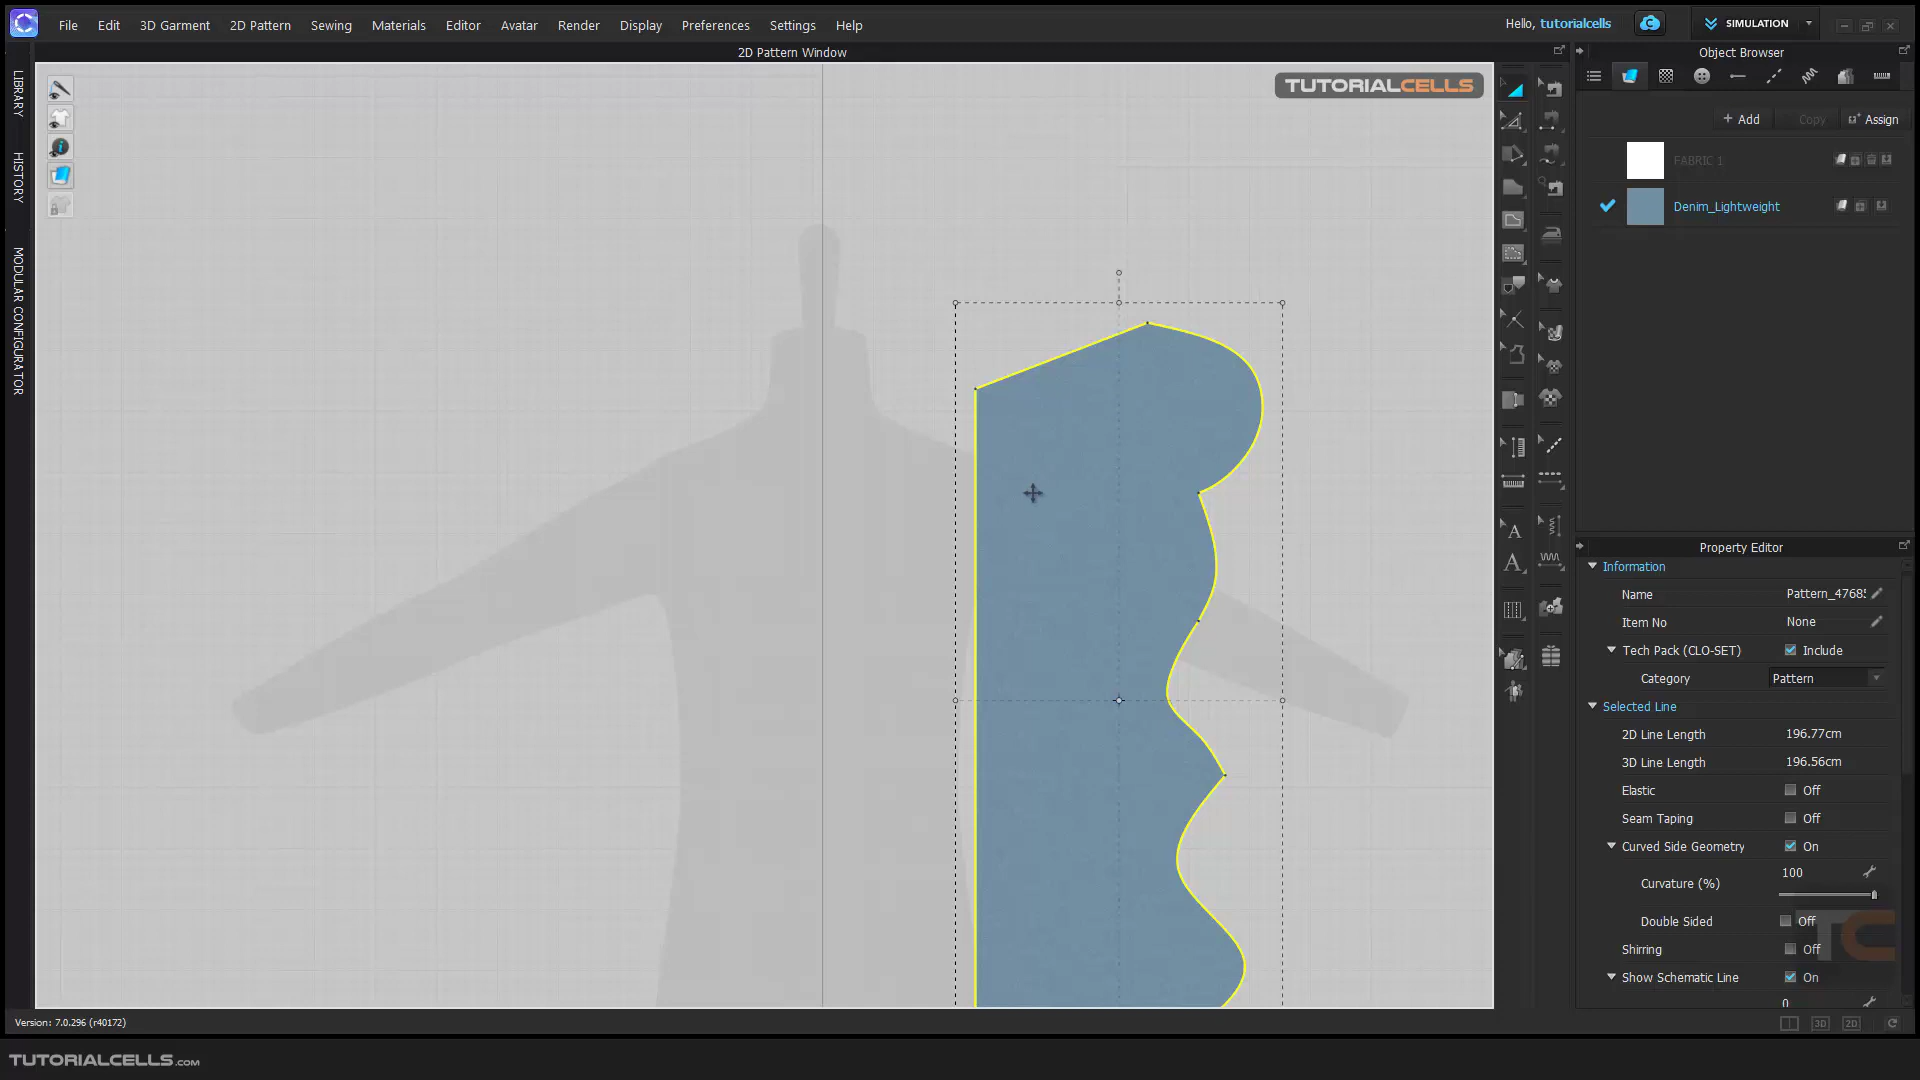 File Edit 3D Garment 2D Pattern Sewing Materials Editor Avatar Render Display Preferences Settings Help
Hello, tutorialcells
SIMULATION
2D Pattern Window
Object Browser
LIBRARY
HISTORY
MODULAR CONFIGURATOR
TUTORIALCELLS
+ Add Copy Assign
FABRIC 1
Denim_Lightweight
A
A
Property Editor
Information
Name Pattern_4768
Item No None
Tech Pack (CLO-SET) Include
Category Pattern
Selected Line
2D Line Length 196.77cm
3D Line Length 196.56cm
Elastic Off
Seam Taping Off
Curved Side Geometry On
Curvature (%) 100
Double Sided Off
Shirring Off
Show Schematic Line On
0
TC
Version: 7.0.296 (r40172)
3D 2D
TUTORIALCELLS.COM